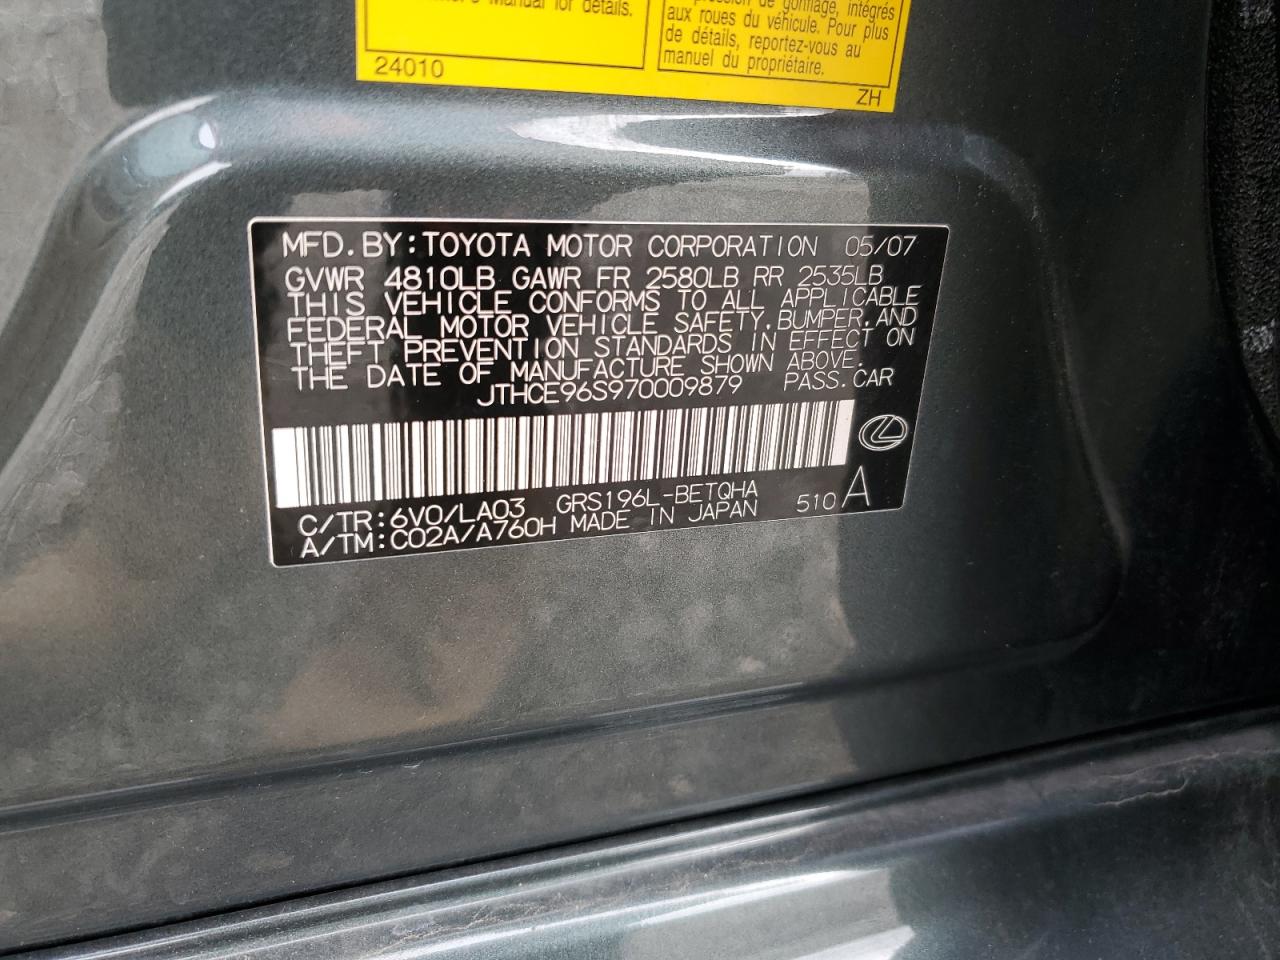 Manual for details.
24010
de gonflage, intégrés
aux roues du véhicule. Pour plus
de détails, reportez-vous au
manuel du propriétaire.
ZH
MFD. BY: TOYOTA MOTOR CORPORATION 05/07
GVWR 4810LB GAWR FR 2580LB RR 2535LB
THIS VEHICLE CONFORMS TO ALL APPLICABLE
FEDERAL MOTOR VEHICLE SAFETY, BUMPER, AND
THEFT PREVENTION STANDARDS IN EFFECT ON
THE DATE OF MANUFACTURE SHOWN ABOVE.
JTHCE96S970009879 PASS. CAR
C/TR: 6V0/LA03 GRS196L-BETQHA
A/TM: C02A/A760H MADE IN JAPAN 510 A